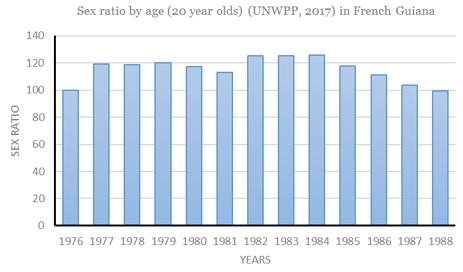 Sex ratio by age (20 year olds) (UNWPP, 2017) in French Guiana
140
120
100
80
60
40
20
0
SEX RATIO
1976 1977 1978 1979 1980 1981 1982 1983 1984 1985 1986 1987 1988
YEARS